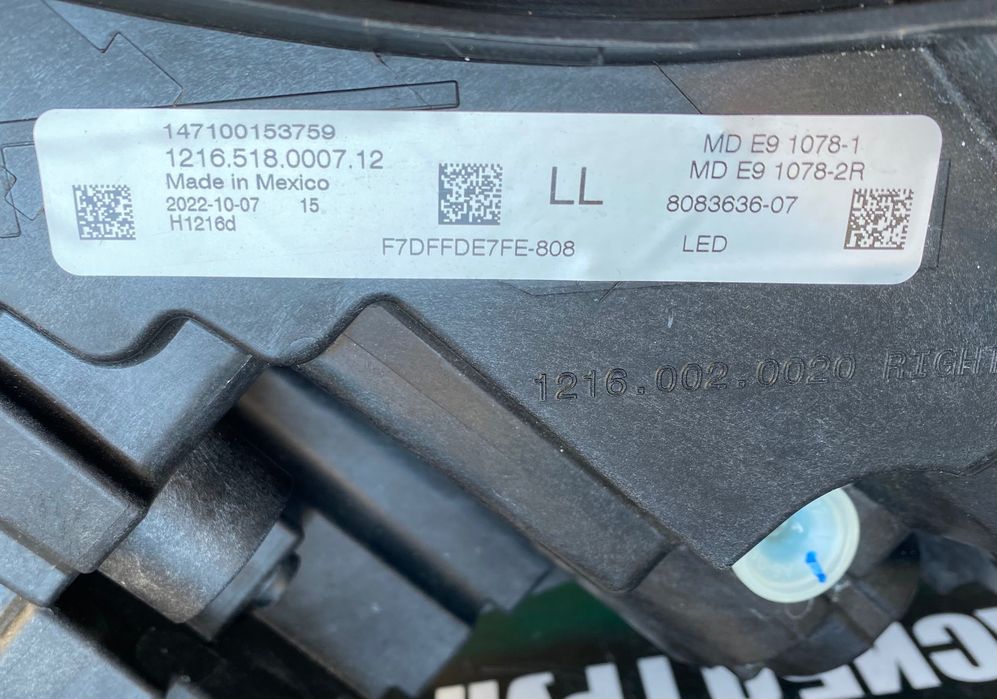 147100153759
1216.518.0007.12
Made in Mexico
2022-10-07 15
H1216d
F7DFFDE7FE-808
LL
MD E9 1078-1
MD E9 1078-2R
8083636-07
LED
1216.002.0020 RIGHT